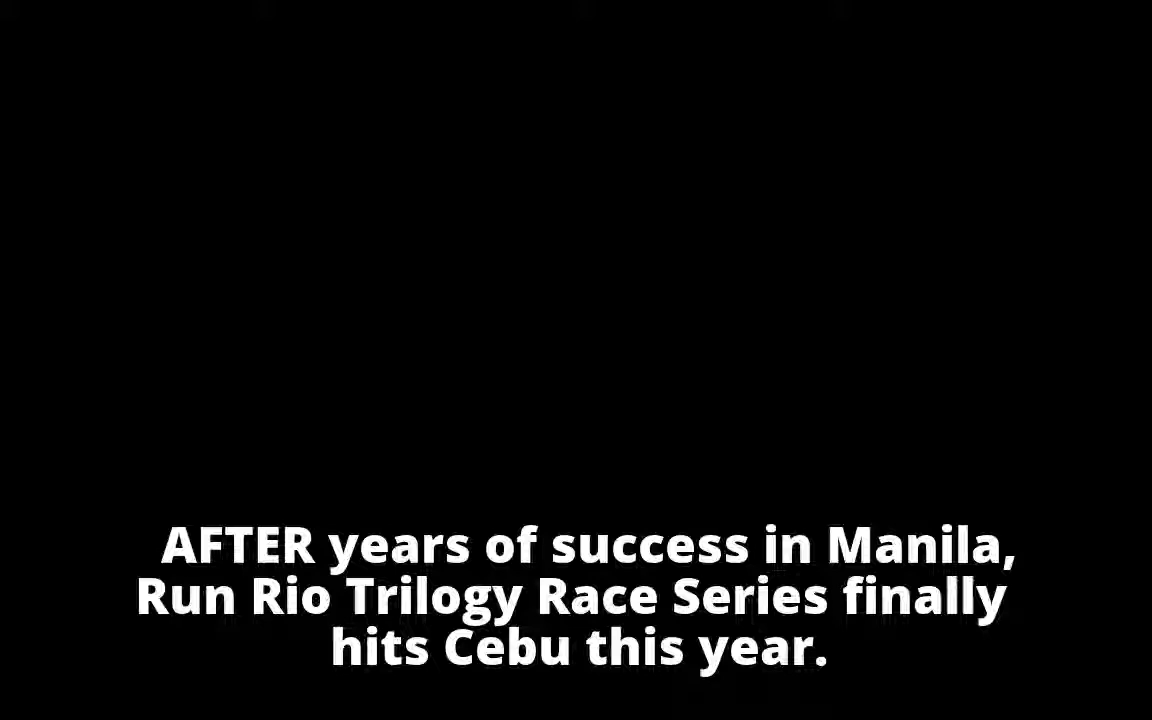 AFTER years of success in Manila,
Run Rio Trilogy Race Series finally
hits Cebu this year.